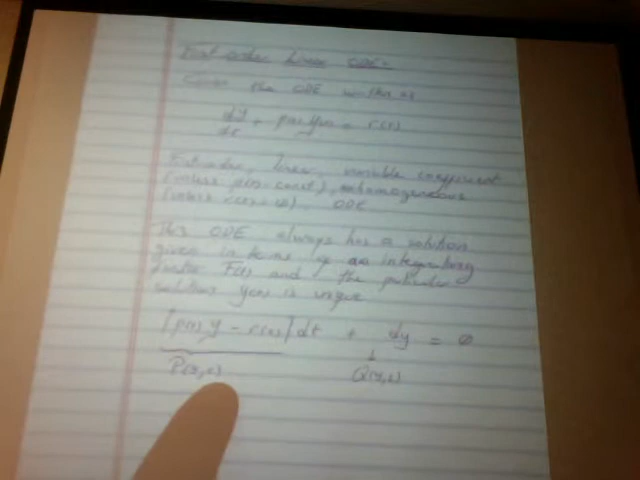 First order Linear ODEs
Given the ODE written as
dy/dt + p(t) y(t) = r(t)
First order, linear, variable coefficient
(unless p(t) = const), nonhomogeneous
(unless r(t) = 0) ODE
This ODE always has a solution
given in terms of an integrating
factor F(t) and the particular
solution y(t) is unique
[p(t) y - r(t)] dt + dy = 0
P(y,t) Q(y,t)